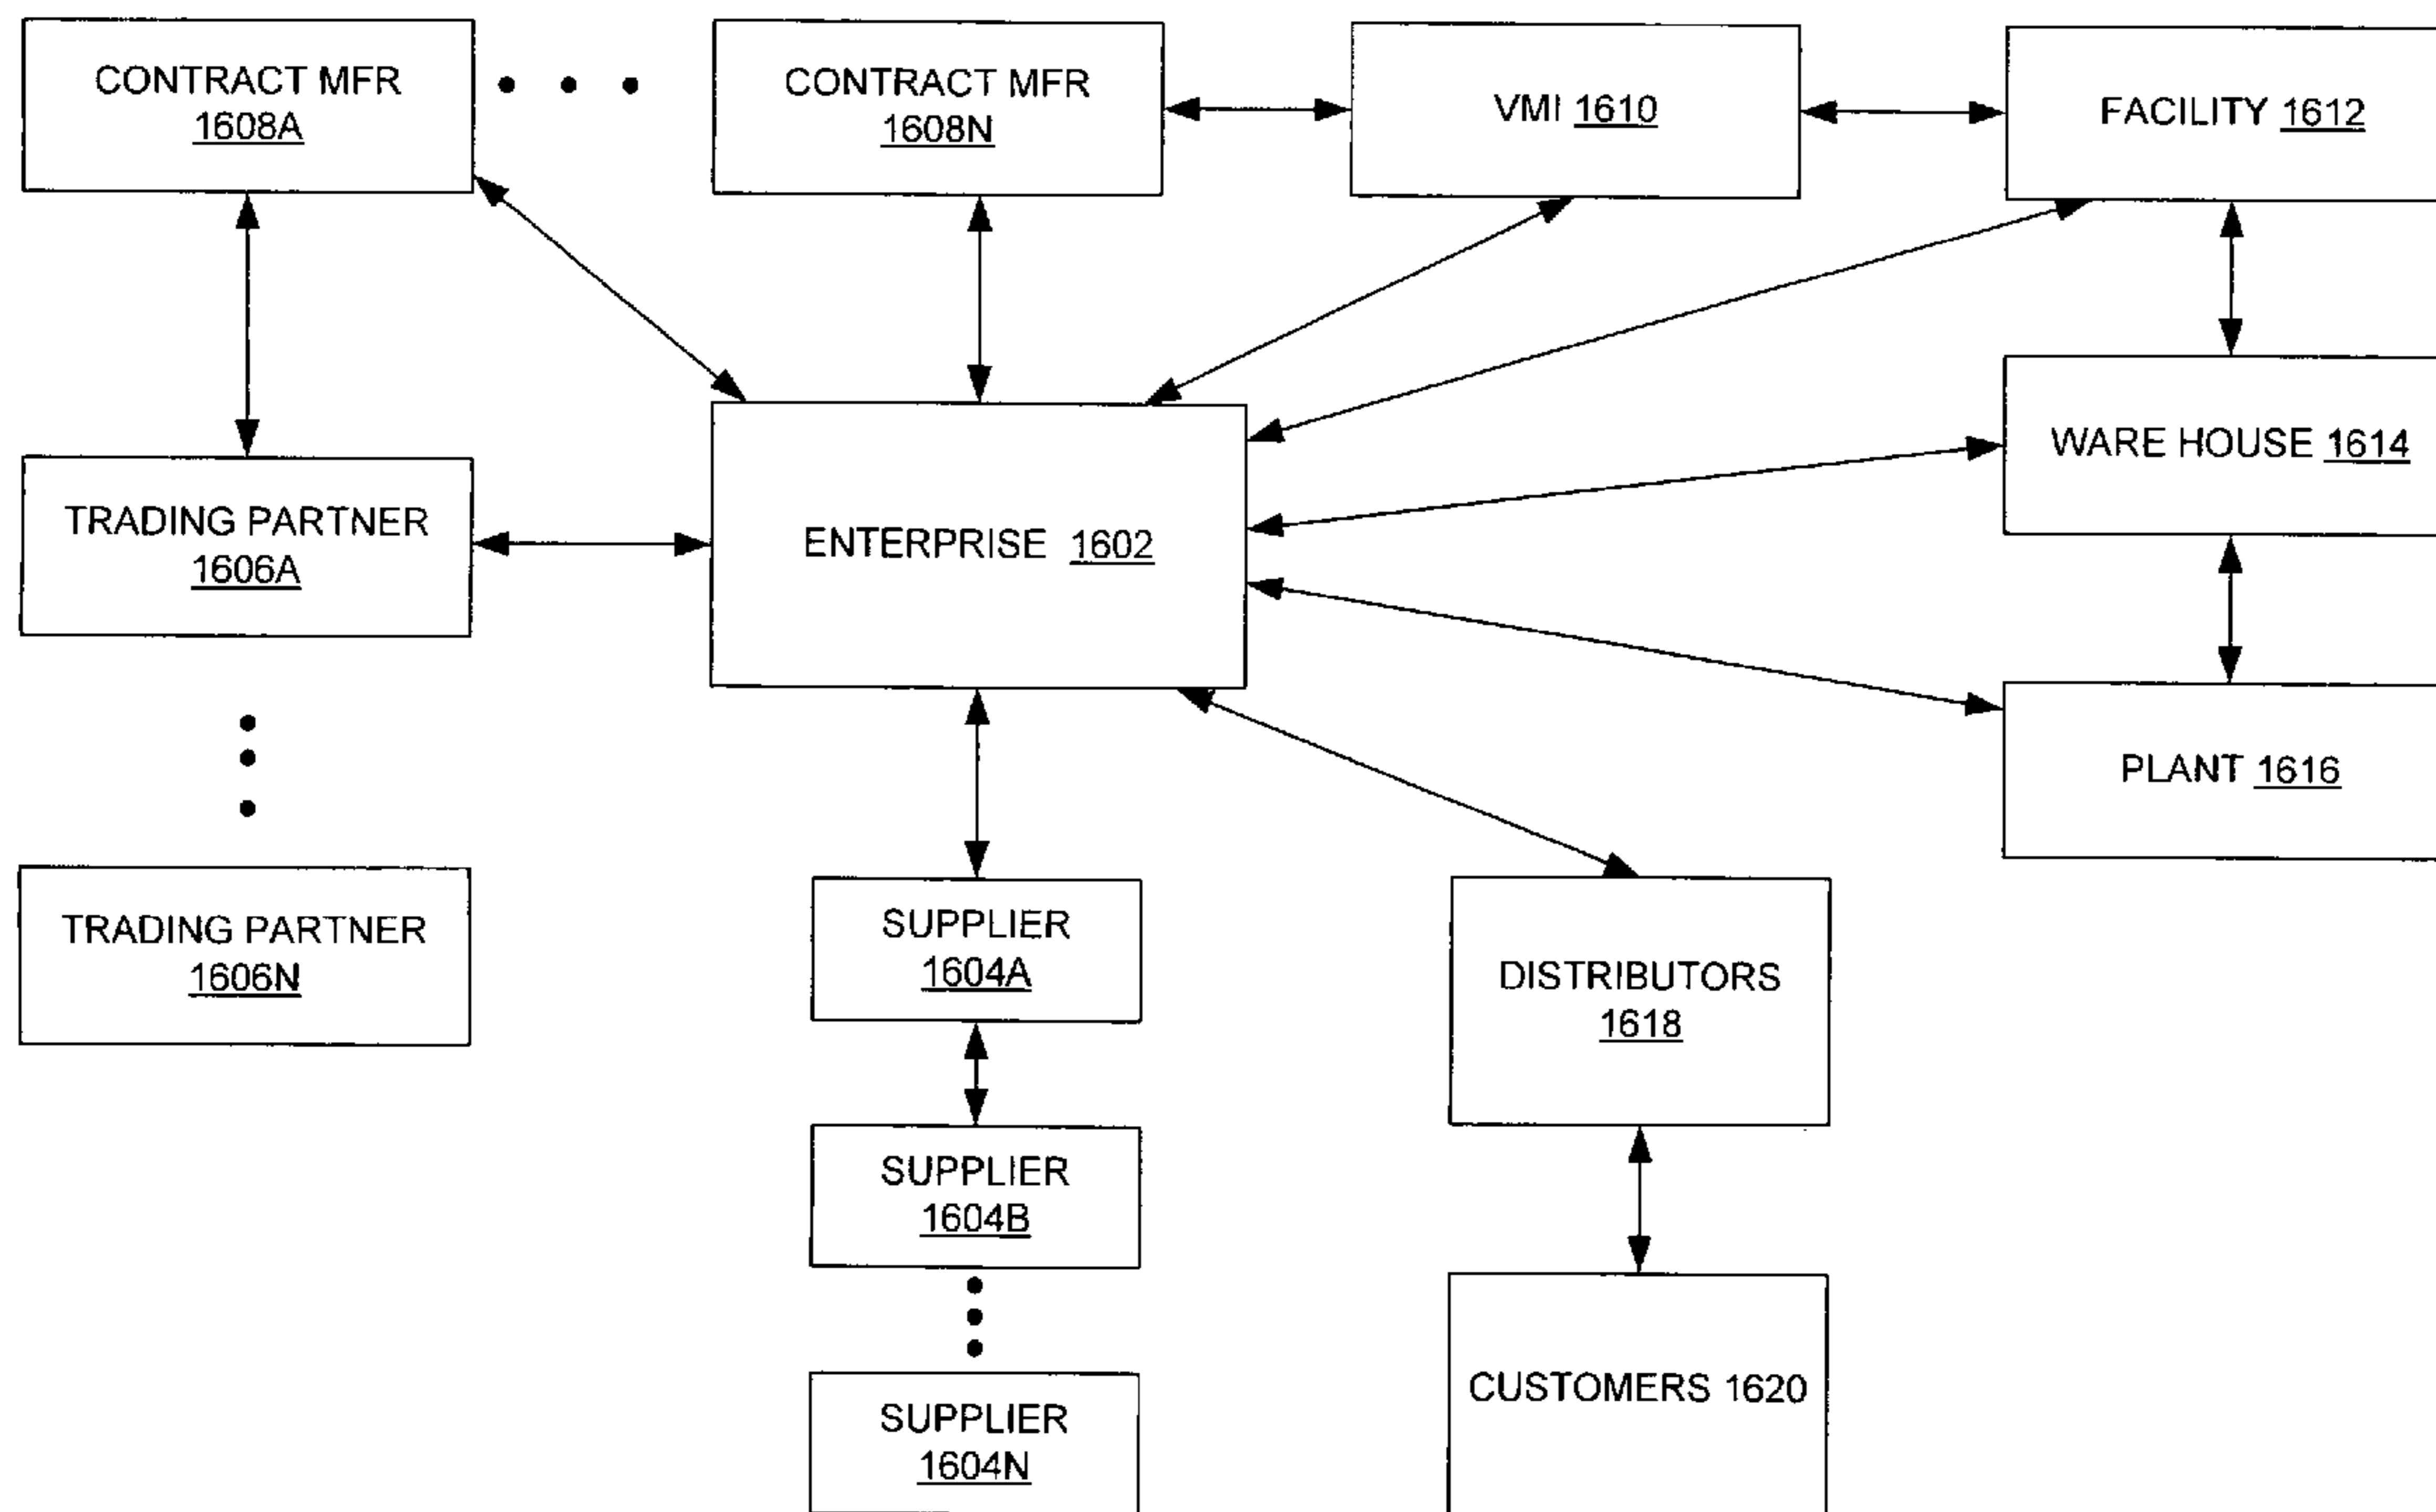 CONTRACT MFR
1608A
CONTRACT MFR
1608N
VMI 1610
FACILITY 1612
WARE HOUSE 1614
TRADING PARTNER
1606A
ENTERPRISE 1602
PLANT 1616
TRADING PARTNER
1606N
SUPPLIER
1604A
DISTRIBUTORS
1618
SUPPLIER
1604B
CUSTOMERS 1620
SUPPLIER
1604N